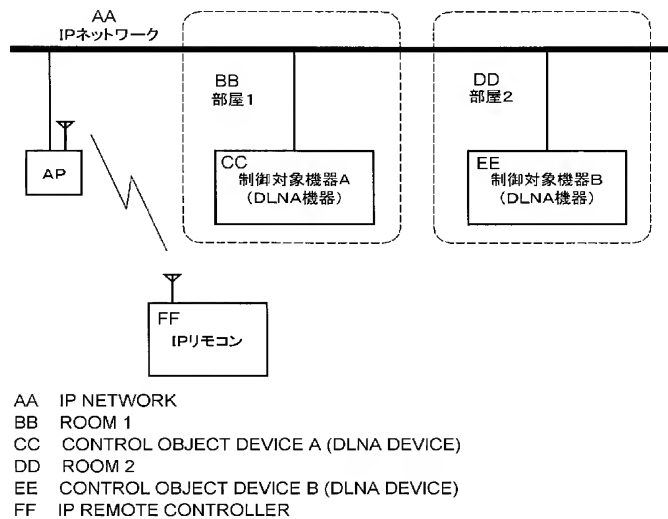 AA
IPネットワーク
BB
部屋1
DD
部屋2
AP
CC
制御対象機器A
(DLNA機器)
EE
制御対象機器B
(DLNA機器)
FF
IPリモコン
AA IP NETWORK
BB ROOM 1
CC CONTROL OBJECT DEVICE A (DLNA DEVICE)
DD ROOM 2
EE CONTROL OBJECT DEVICE B (DLNA DEVICE)
FF IP REMOTE CONTROLLER